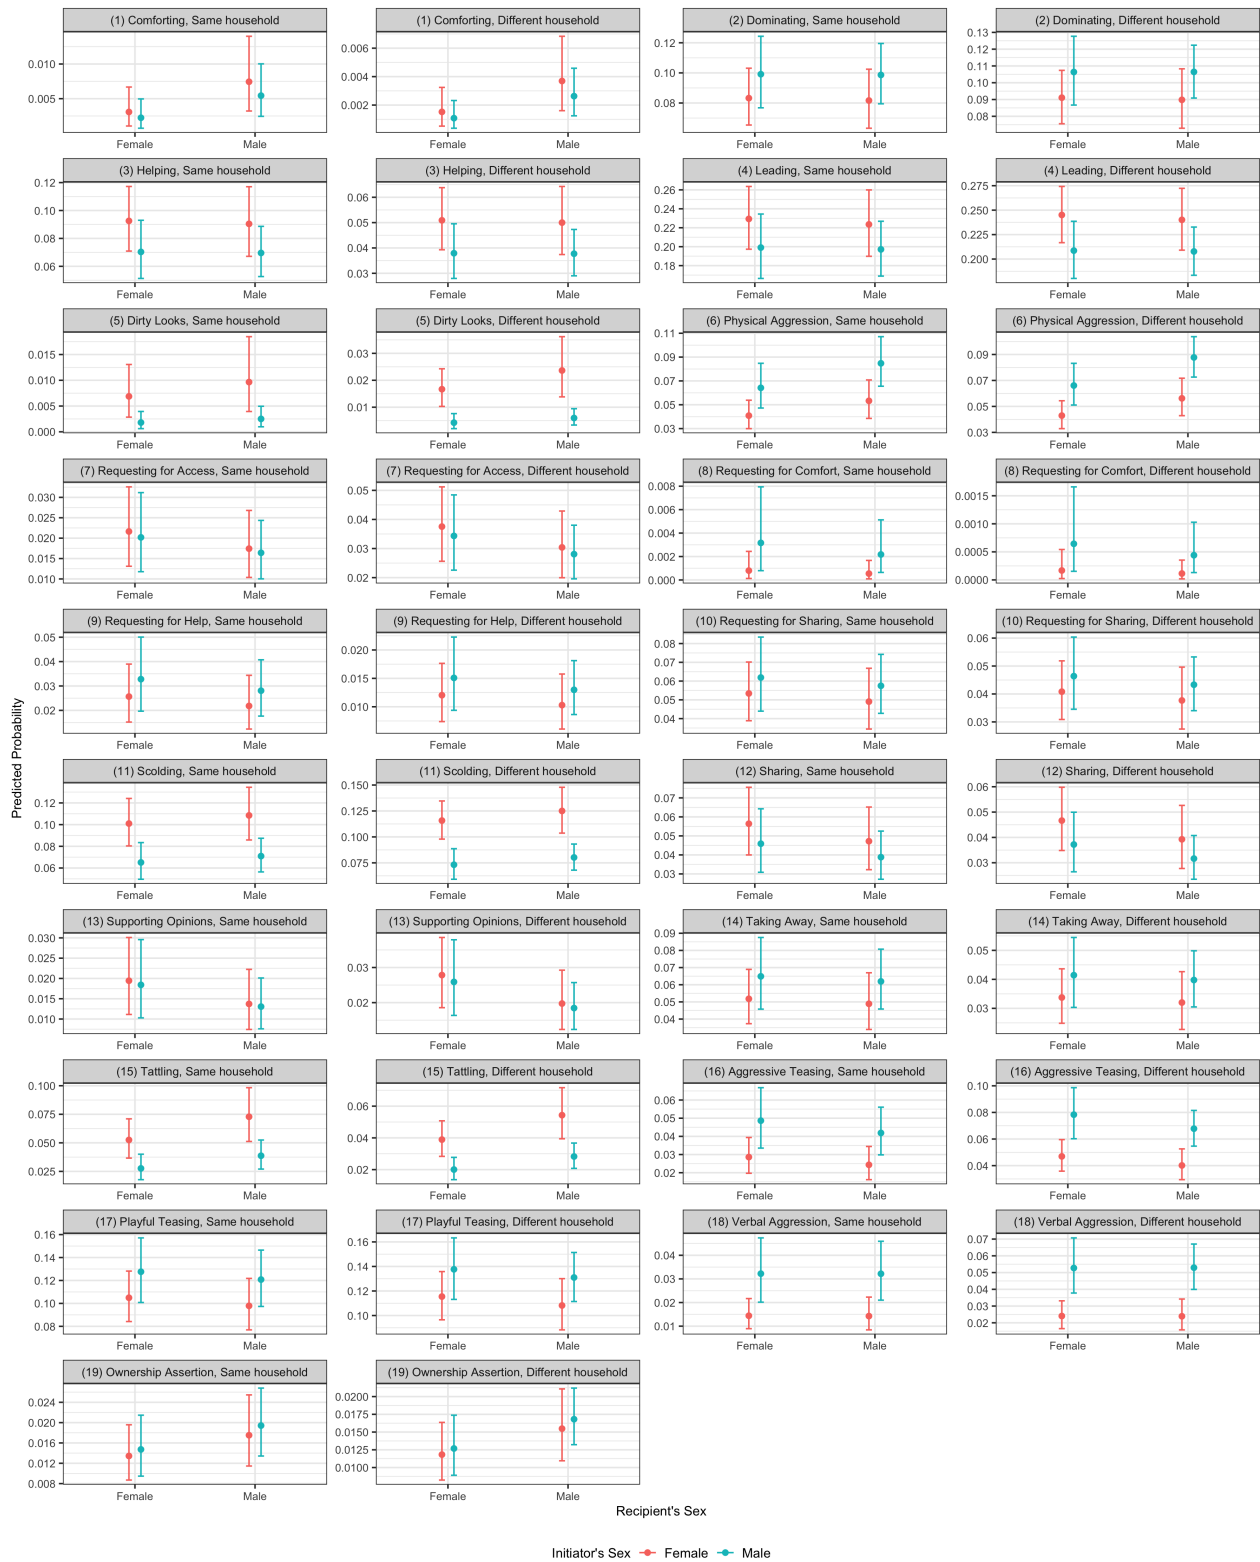 (1) Comforting, Same household
(1) Comforting, Different household
(2) Dominating, Same household
(2) Dominating, Different household
0.010
0.005
0.006
0.004
0.002
0.12
0.10
0.08
0.13
0.12
0.11
0.10
0.09
0.08
Female Male
Female Male
Female Male
Female Male
(3) Helping, Same household
(3) Helping, Different household
(4) Leading, Same household
(4) Leading, Different household
0.12
0.10
0.08
0.06
0.06
0.05
0.04
0.03
0.26
0.24
0.22
0.20
0.18
0.275
0.250
0.225
0.200
Female Male
Female Male
Female Male
Female Male
(5) Dirty Looks, Same household
(5) Dirty Looks, Different household
(6) Physical Aggression, Same household
(6) Physical Aggression, Different household
0.015
0.010
0.005
0.000
0.03
0.02
0.01
0.11
0.09
0.07
0.05
0.03
0.09
0.07
0.05
0.03
Female Male
Female Male
Female Male
Female Male
(7) Requesting for Access, Same household
(7) Requesting for Access, Different household
(8) Requesting for Comfort, Same household
(8) Requesting for Comfort, Different household
0.030
0.025
0.020
0.015
0.010
0.05
0.04
0.03
0.02
0.008
0.006
0.004
0.002
0.000
0.0015
0.0010
0.0005
0.0000
Female Male
Female Male
Female Male
Female Male
(9) Requesting for Help, Same household
(9) Requesting for Help, Different household
(10) Requesting for Sharing, Same household
(10) Requesting for Sharing, Different household
0.05
0.04
0.03
0.02
0.020
0.015
0.010
0.08
0.07
0.06
0.05
0.04
0.06
0.05
0.04
0.03
Female Male
Female Male
Female Male
Female Male
Predicted Probability
(11) Scolding, Same household
(11) Scolding, Different household
(12) Sharing, Same household
(12) Sharing, Different household
0.12
0.10
0.08
0.06
0.150
0.125
0.100
0.075
0.07
0.06
0.05
0.04
0.03
0.06
0.05
0.04
0.03
Female Male
Female Male
Female Male
Female Male
(13) Supporting Opinions, Same household
(13) Supporting Opinions, Different household
(14) Taking Away, Same household
(14) Taking Away, Different household
0.030
0.025
0.020
0.015
0.010
0.03
0.02
0.09
0.08
0.07
0.06
0.05
0.04
0.05
0.04
0.03
Female Male
Female Male
Female Male
Female Male
(15) Tattling, Same household
(15) Tattling, Different household
(16) Aggressive Teasing, Same household
(16) Aggressive Teasing, Different household
0.100
0.075
0.050
0.025
0.06
0.04
0.02
0.06
0.05
0.04
0.03
0.02
0.10
0.08
0.06
0.04
Female Male
Female Male
Female Male
Female Male
(17) Playful Teasing, Same household
(17) Playful Teasing, Different household
(18) Verbal Aggression, Same household
(18) Verbal Aggression, Different household
0.16
0.14
0.12
0.10
0.08
0.16
0.14
0.12
0.10
0.04
0.03
0.02
0.01
0.07
0.06
0.05
0.04
0.03
0.02
Female Male
Female Male
Female Male
Female Male
(19) Ownership Assertion, Same household
(19) Ownership Assertion, Different household
0.024
0.020
0.016
0.012
0.008
0.0200
0.0175
0.0150
0.0125
0.0100
Female Male
Female Male
Recipient's Sex
Initiator's Sex Female Male